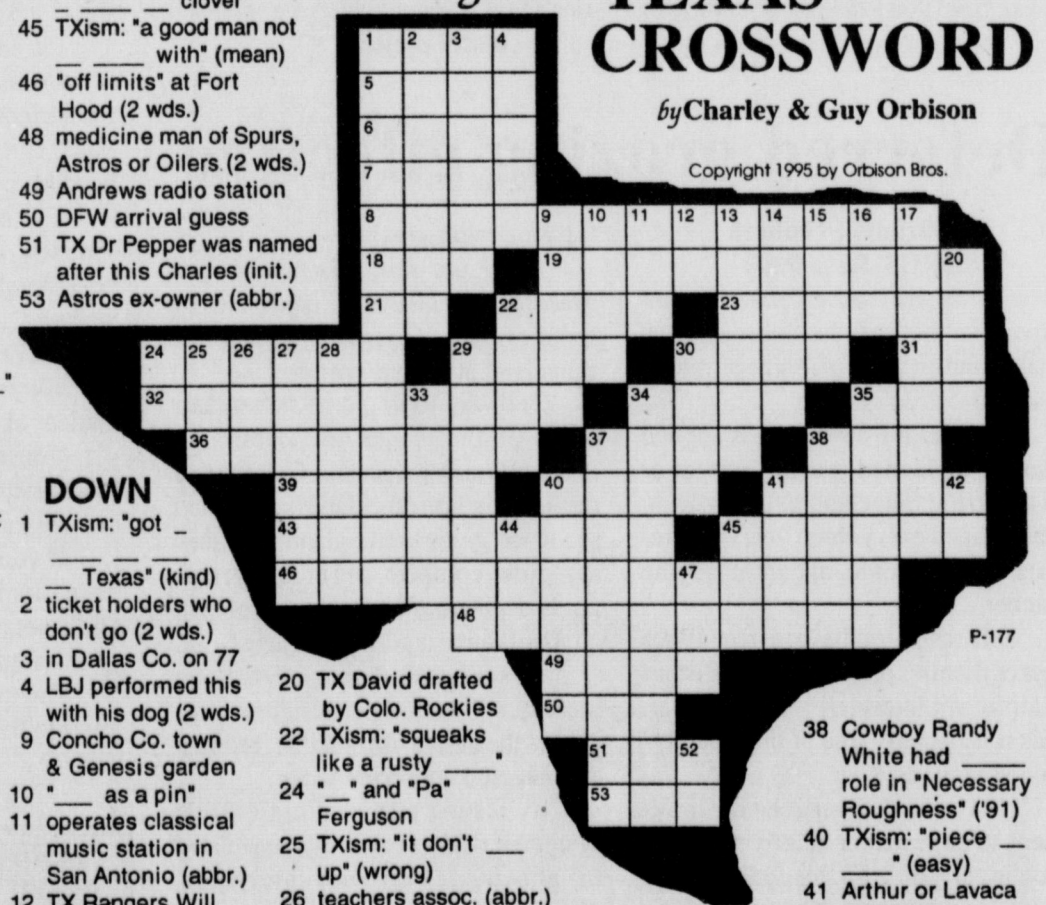 _ ____ __ clover
45 TXism: "a good man not
__ ____ with" (mean)
46 "off limits" at Fort
Hood (2 wds.)
48 medicine man of Spurs,
Astros or Oilers (2 wds.)
49 Andrews radio station
50 DFW arrival guess
51 TX Dr Pepper was named
after this Charles (init.)
53 Astros ex-owner (abbr.)
TEXAS
CROSSWORD
by Charley & Guy Orbison
Copyright 1995 by Orbison Bros.
1 2 3 4
5
6
7
8 9 10 11 12 13 14 15 16 17
18 19 20
21 22 23
24 25 26 27 28 29 30 31
32 33 34 35
36 37 38
39 40 41 42
43 44 45
46 47
48
49
50
51 52
53
P-177
DOWN
1 TXism: "got _
____ ____ ____
__ Texas" (kind)
2 ticket holders who
don't go (2 wds.)
3 in Dallas Co. on 77
4 LBJ performed this
with his dog (2 wds.)
9 Concho Co. town
& Genesis garden
10 "___ as a pin"
11 operates classical
music station in
San Antonio (abbr.)
12 TX Rangers Will
20 TX David drafted
by Colo. Rockies
22 TXism: "squeaks
like a rusty ____ "
24 "__" and "Pa"
Ferguson
25 TXism: "it don't ___
up" (wrong)
26 teachers assoc. (abbr.)
38 Cowboy Randy
White had _____
role in "Necessary
Roughness" ('91)
40 TXism: "piece __
____ " (easy)
41 Arthur or Lavaca